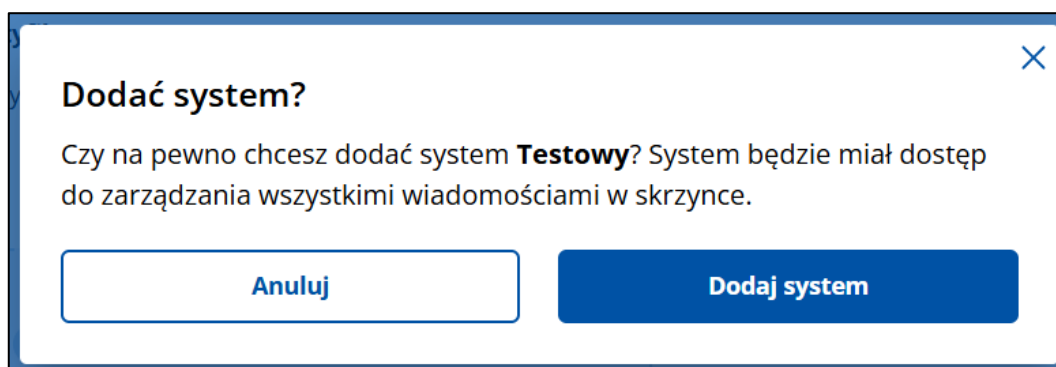 Dodać system?
Czy na pewno chcesz dodać system Testowy? System będzie miał dostęp
do zarządzania wszystkimi wiadomościami w skrzynce.
Anuluj
Dodaj system